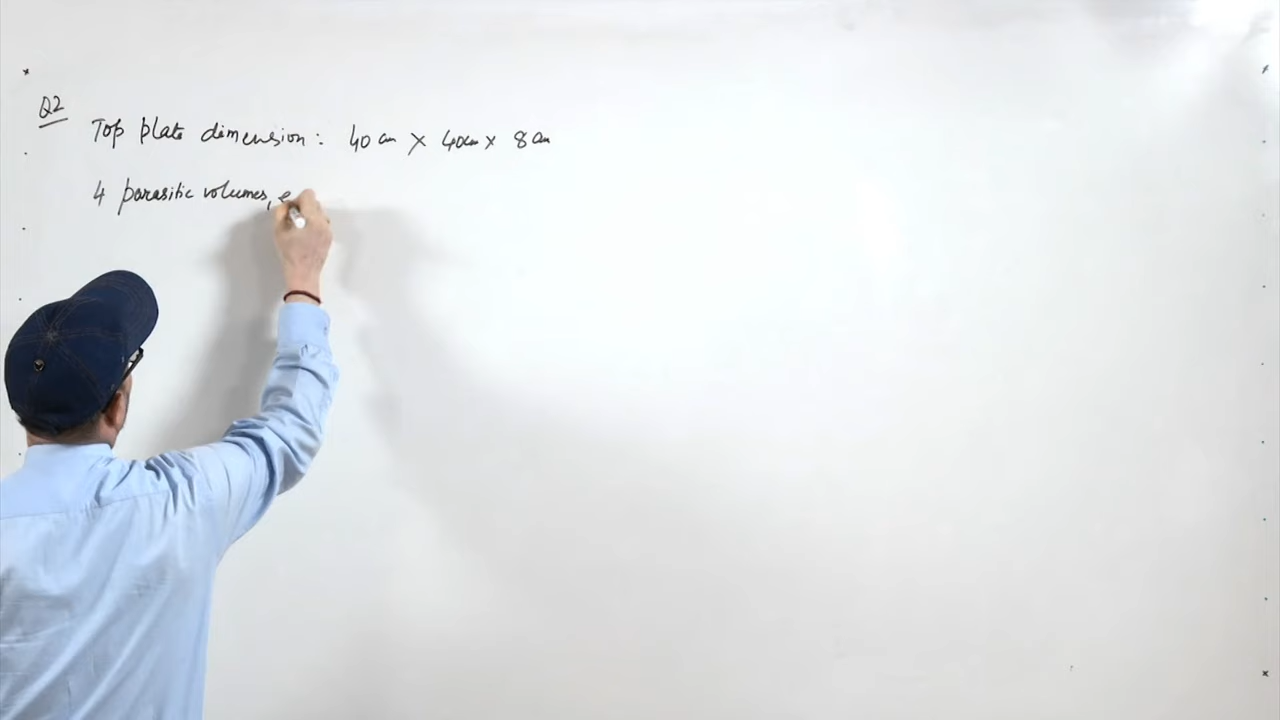 Q2
Top plate dimension: 40 cm × 40cm × 8 cm
4 parasitic volumes, e